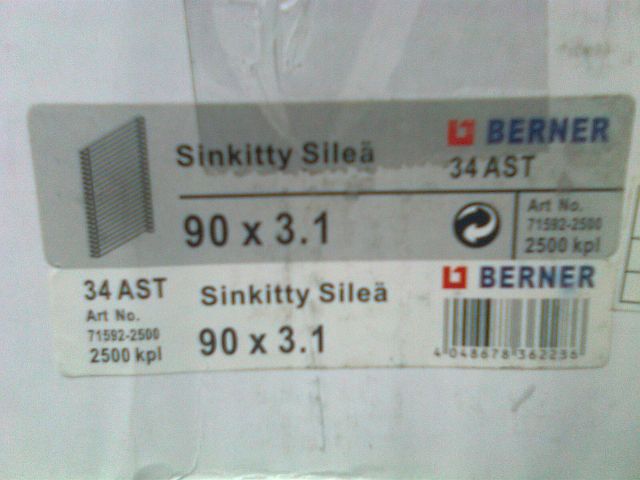 Sinkitty Sileä
BERNER
34 AST
90 x 3.1
Art No.
71592-2500
2500 kpl
34 AST
Art No.
71592-2500
2500 kpl
Sinkitty Sileä
90 x 3.1
BERNER
4 048678 362236